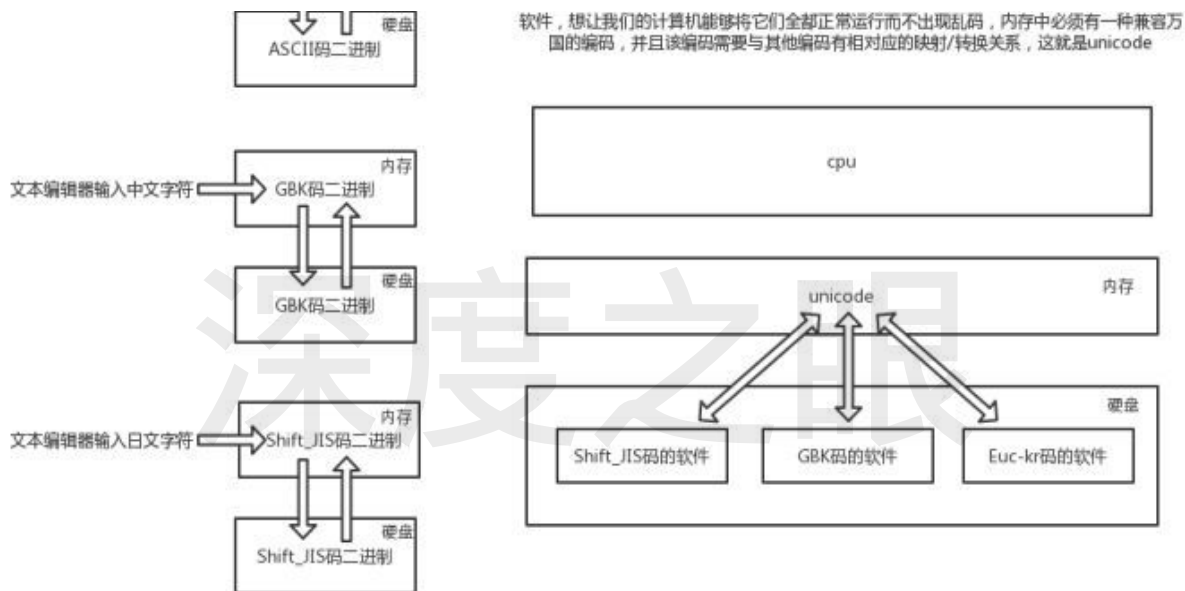 硬盘
ASCII码二进制
内存
文本编辑器输入中文字符
GBK码二进制
硬盘
GBK码二进制
内存
文本编辑器输入日文字符
Shift_JIS码二进制
硬盘
Shift_JIS码二进制
软件，想让我们的计算机能够将它们全都正常运行而不出现乱码，内存中必须有一种兼容万
国的编码，并且该编码需要与其他编码有相对应的映射/转换关系，这就是unicode
cpu
内存
unicode
硬盘
Shift_JIS码的软件
GBK码的软件
Euc-kr码的软件
深度之眼